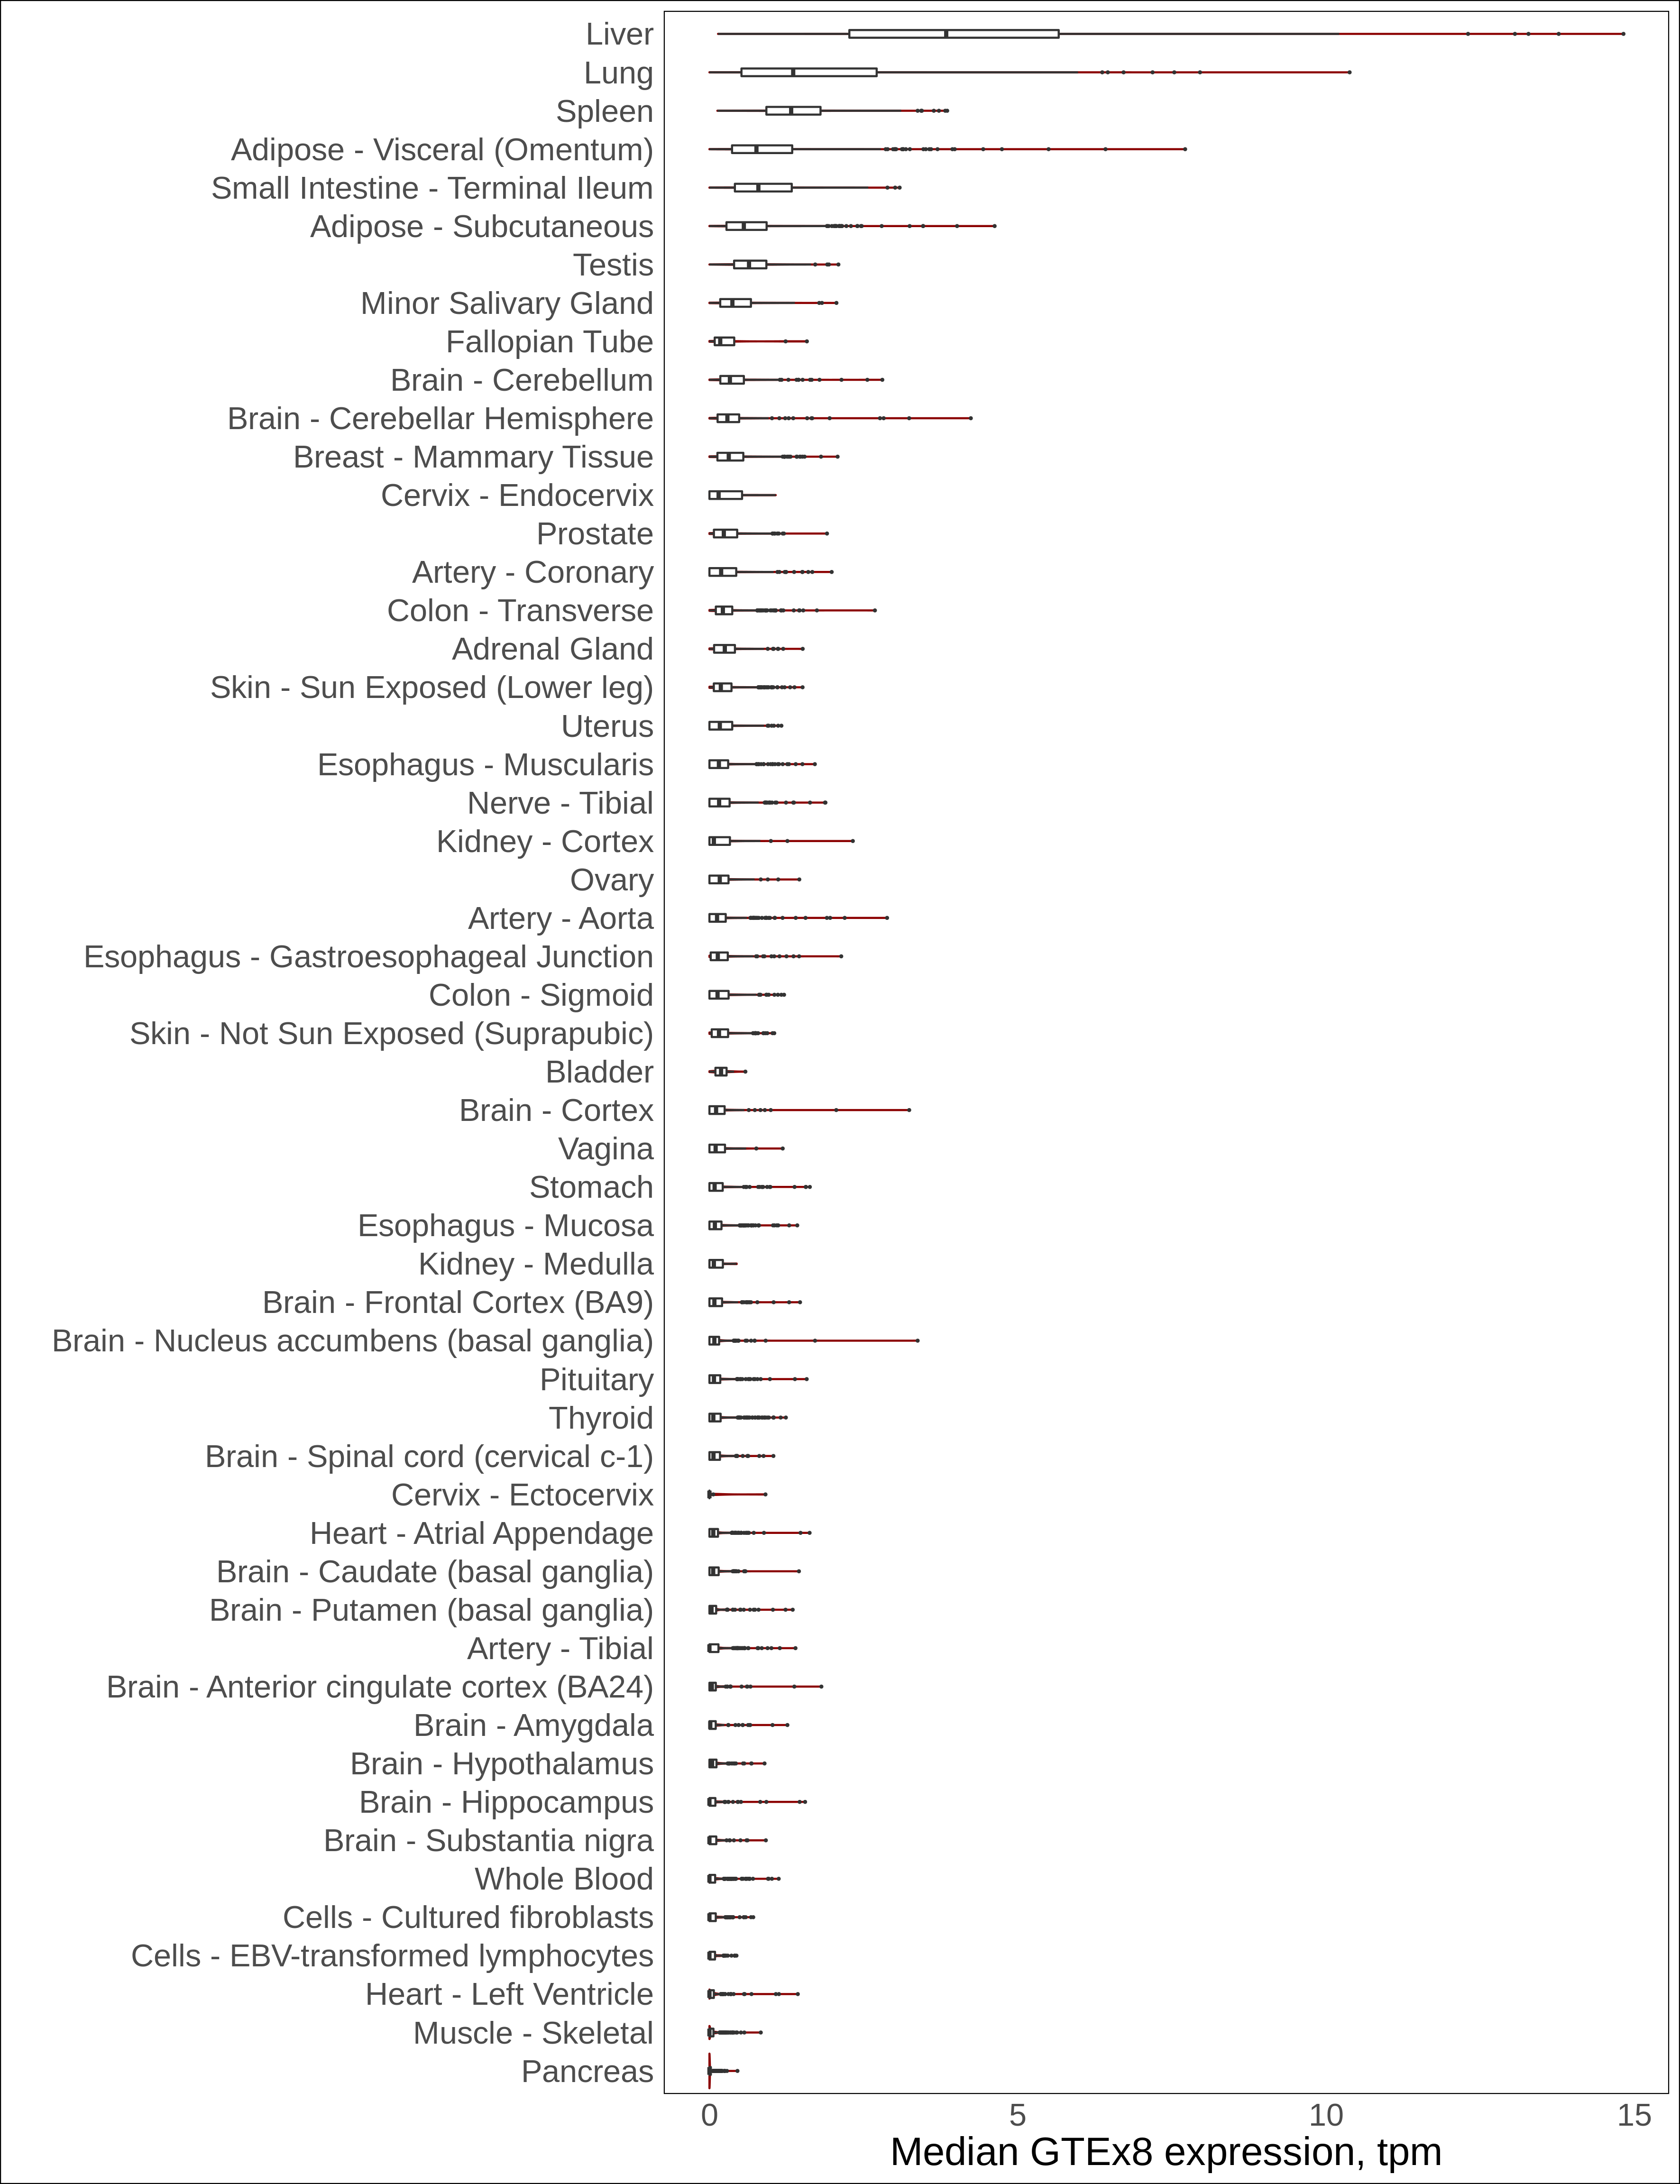 Liver
Lung
Spleen
Adipose - Visceral (Omentum)
Small Intestine - Terminal Ileum
Adipose - Subcutaneous
Testis
Minor Salivary Gland
Fallopian Tube
Brain - Cerebellum
Brain - Cerebellar Hemisphere
Breast - Mammary Tissue
Cervix - Endocervix
Prostate
Artery - Coronary
Colon - Transverse
Adrenal Gland
Skin - Sun Exposed (Lower leg)
Uterus
Esophagus - Muscularis
Nerve - Tibial
Kidney - Cortex
Ovary
Artery - Aorta
Esophagus - Gastroesophageal Junction
Colon - Sigmoid
Skin - Not Sun Exposed (Suprapubic)
Bladder
Brain - Cortex
Vagina
Stomach
Esophagus - Mucosa
Kidney - Medulla
Brain - Frontal Cortex (BA9)
Brain - Nucleus accumbens (basal ganglia)
Pituitary
Thyroid
Brain - Spinal cord (cervical c-1)
Cervix - Ectocervix
Heart - Atrial Appendage
Brain - Caudate (basal ganglia)
Brain - Putamen (basal ganglia)
Artery - Tibial
Brain - Anterior cingulate cortex (BA24)
Brain - Amygdala
Brain - Hypothalamus
Brain - Hippocampus
Brain - Substantia nigra
Whole Blood
Cells - Cultured fibroblasts
Cells - EBV-transformed lymphocytes
Heart - Left Ventricle
Muscle - Skeletal
Pancreas
0 5 10 15
Median GTEx8 expression, tpm